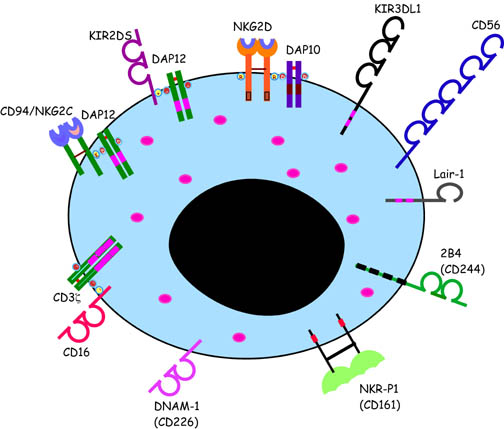 KIR2DS
DAP12
NKG2D
DAP10
KIR3DL1
CD56
CD94/NKG2C
DAP12
Lair-1
2B4
(CD244)
CD3ζ
CD16
DNAM-1
(CD226)
NKR-P1
(CD161)